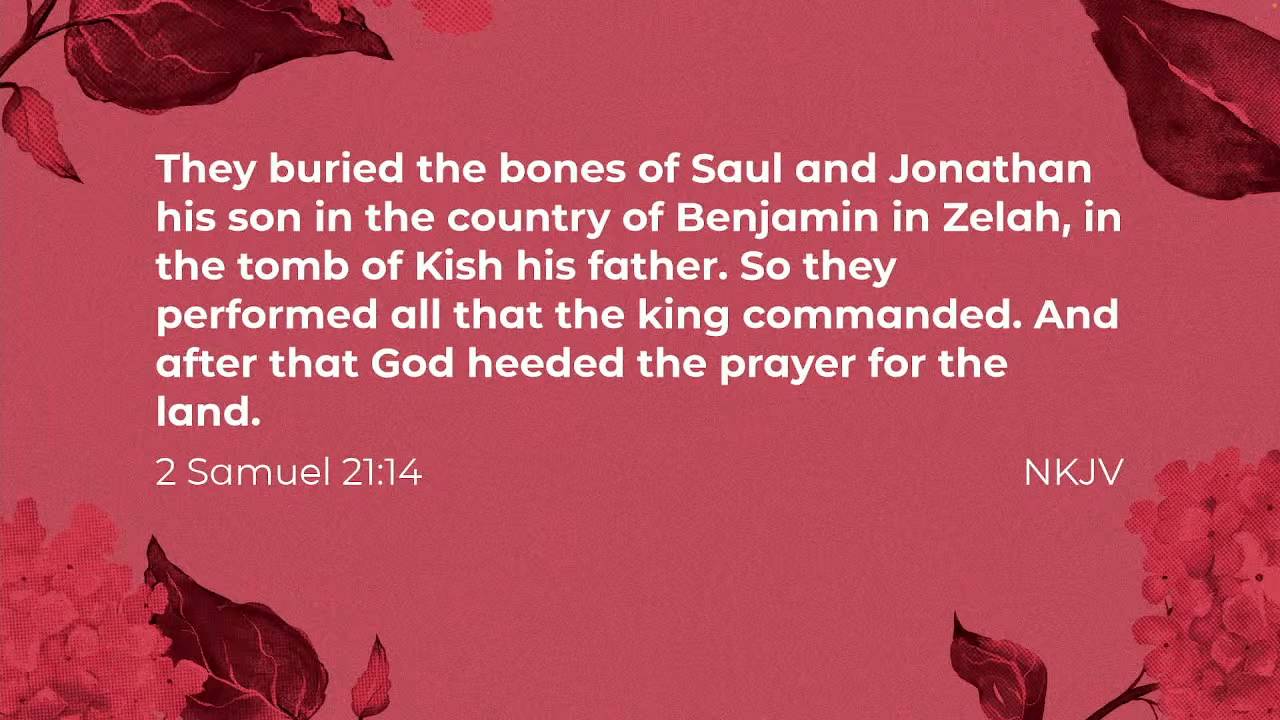 They buried the bones of Saul and Jonathan
his son in the country of Benjamin in Zelah, in
the tomb of Kish his father. So they
performed all that the king commanded. And
after that God heeded the prayer for the
land.
2 Samuel 21:14 NKJV